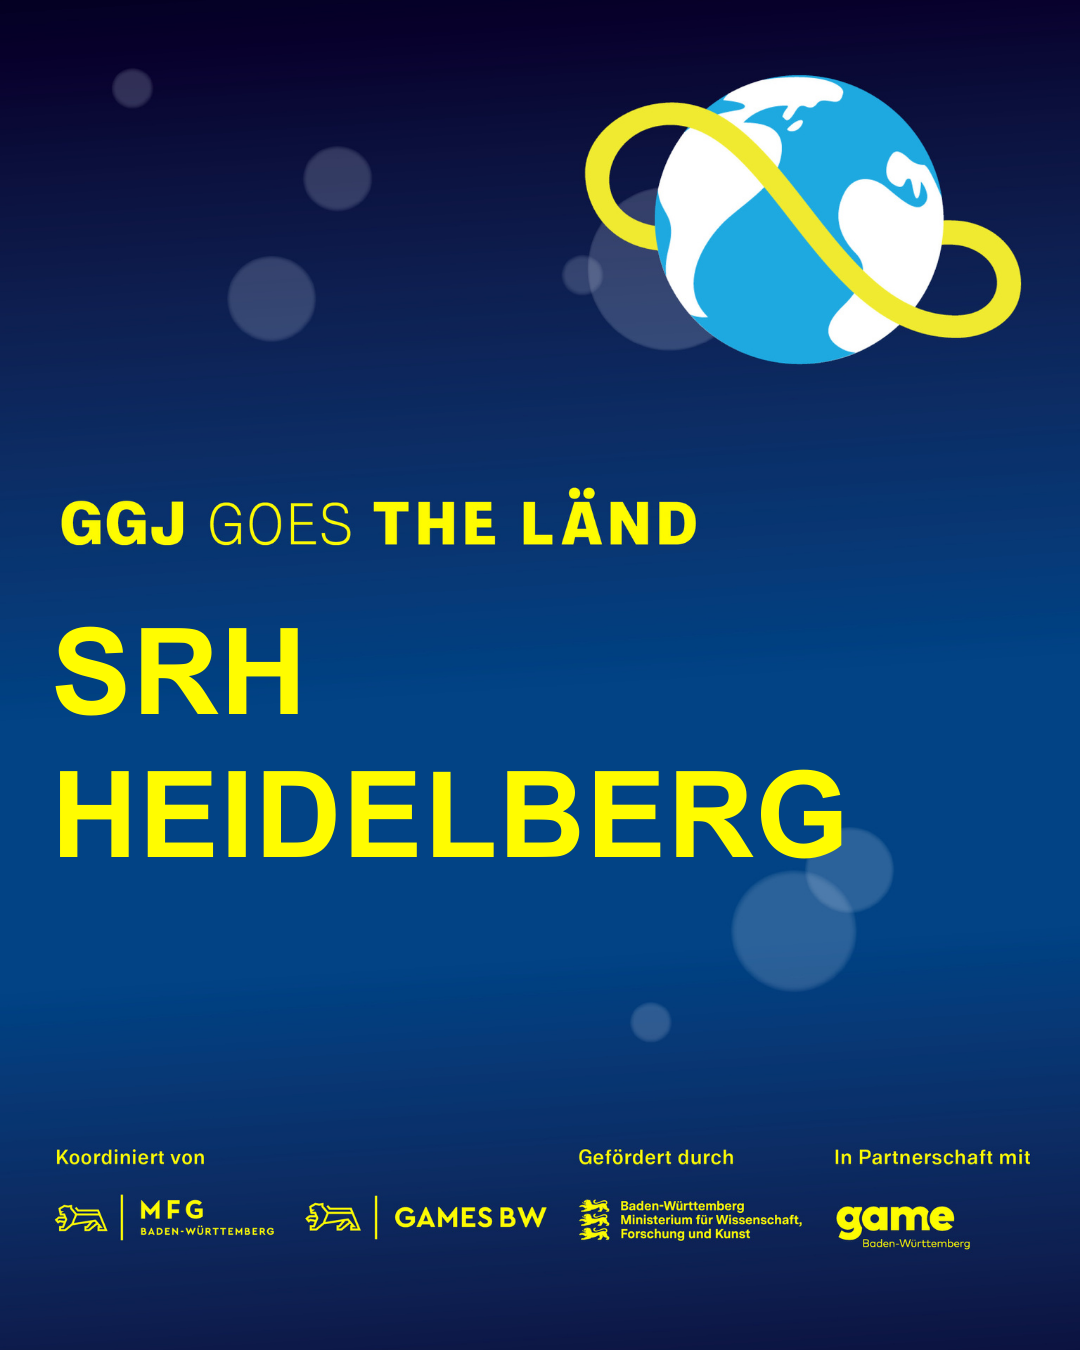 GGJ GOES THE LÄND
SRH
HEIDELBERG
Koordiniert von
MFG
BADEN-WÜRTTEMBERG
GAMES BW
Gefördert durch
Baden-Württemberg
Ministerium für Wissenschaft,
Forschung und Kunst
In Partnerschaft mit
game
Baden-Württemberg